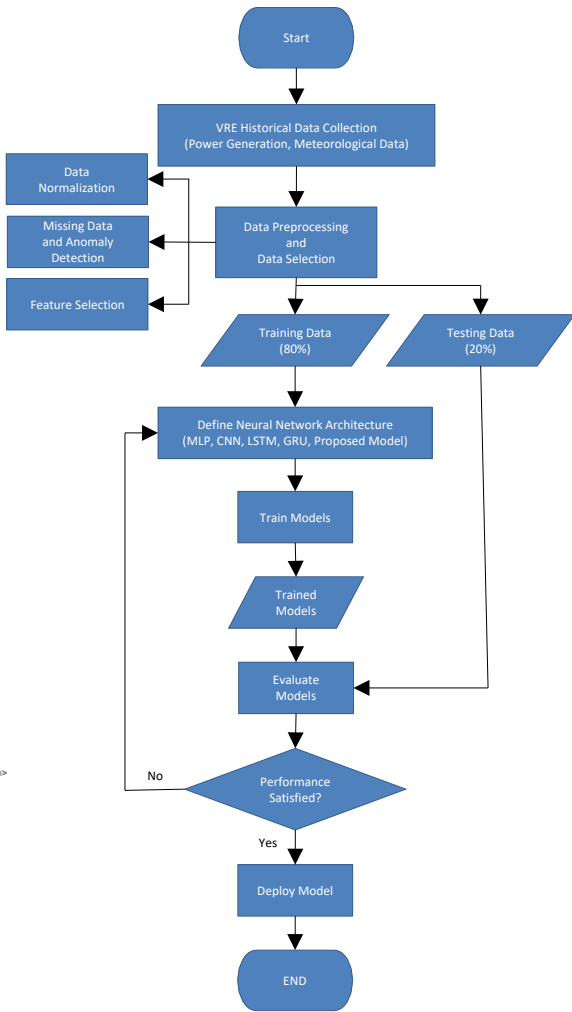 Start
VRE Historical Data Collection
(Power Generation, Meteorological Data)
Data
Normalization
Missing Data
and Anomaly
Detection
Feature Selection
Data Preprocessing
and
Data Selection
Training Data
(80%)
Testing Data
(20%)
Define Neural Network Architecture
(MLP, CNN, LSTM, GRU, Proposed Model)
Train Models
Trained
Models
Evaluate
Models
Performance
Satisfied?
No
Yes
Deploy Model
END